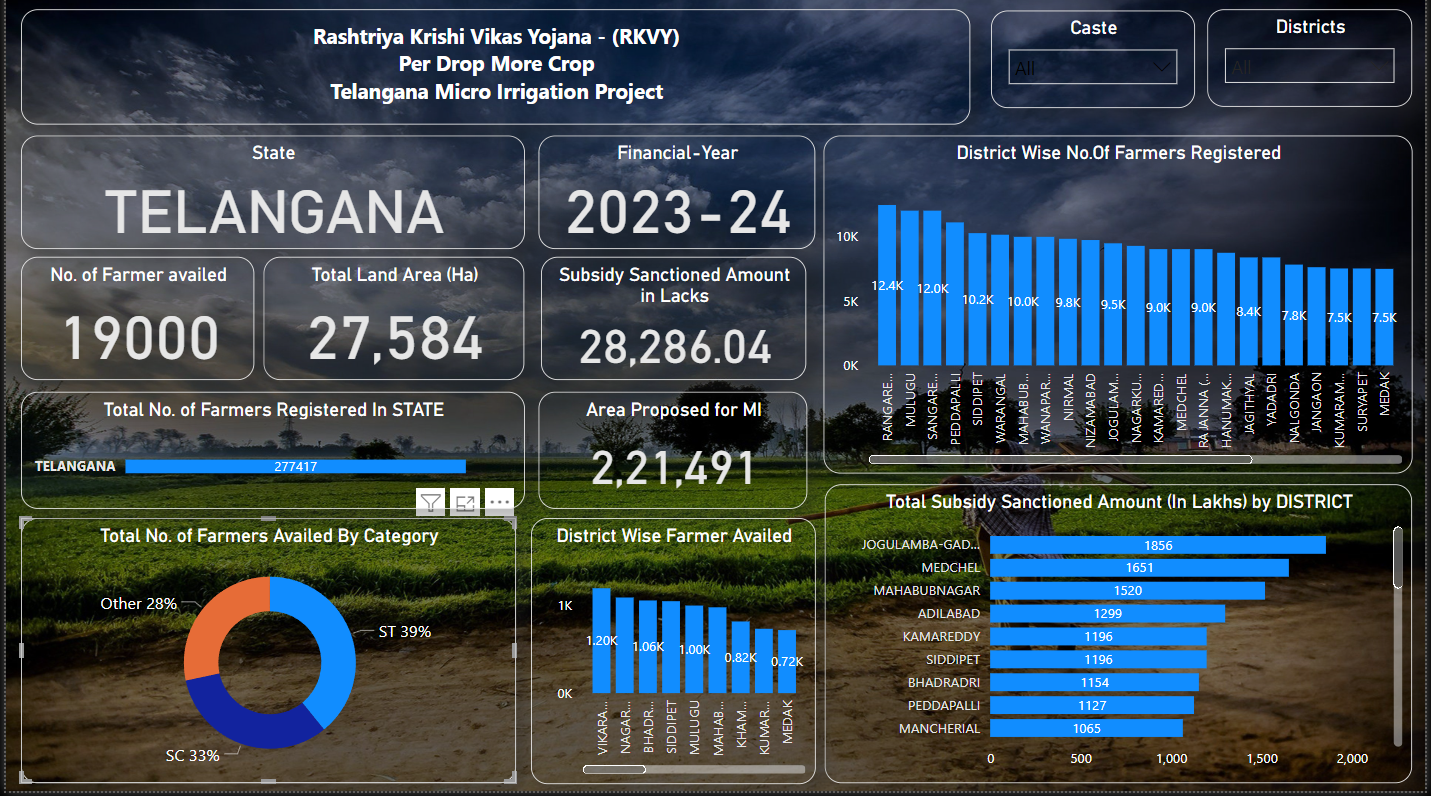 Rashtriya Krishi Vikas Yojana - (RKVY)
Per Drop More Crop
Telangana Micro Irrigation Project
Caste
All
Districts
All
State
TELANGANA
Financial-Year
2023-24
No. of Farmer availed
19000
Total Land Area (Ha)
27,584
Subsidy Sanctioned Amount
in Lacks
28,286.04
Total No. of Farmers Registered In STATE
TELANGANA
277417
Area Proposed for MI
2,21,491
District Wise No.Of Farmers Registered
10K
5K
0K
12.4K
12.0K
10.2K
10.0K
9.8K
9.5K
9.0K
9.0K
8.4K
7.8K
7.5K
7.5K
RANGARE...
MULUGU
SANGARE...
PEDDAPALLI
SIDDIPET
WARANGAL
MAHABUB...
WANAPAR...
NIRMAL
NIZAMABAD
JOGULAM...
NAGARKU...
KAMARED...
MEDCHEL
RAJANNA (...
HANUMAK...
JAGITHYAL
YADADRI
NALGONDA
JANGAON
KUMARAM...
SURYAPET
MEDAK
Total No. of Farmers Availed By Category
Other 28%
ST 39%
SC 33%
District Wise Farmer Availed
1K
0K
1.20K
1.06K
1.00K
0.82K
0.72K
VIKARA...
NAGAR...
BHADR...
SIDDIPET
MULUGU
MAHAB...
KHAM...
KUMAR...
MEDAK
Total Subsidy Sanctioned Amount (In Lakhs) by DISTRICT
JOGULAMBA-GAD... 1856
MEDCHEL 1651
MAHABUBNAGAR 1520
ADILABAD 1299
KAMAREDDY 1196
SIDDIPET 1196
BHADRADRI 1154
PEDDAPALLI 1127
MANCHERIAL 1065
0 500 1,000 1,500 2,000